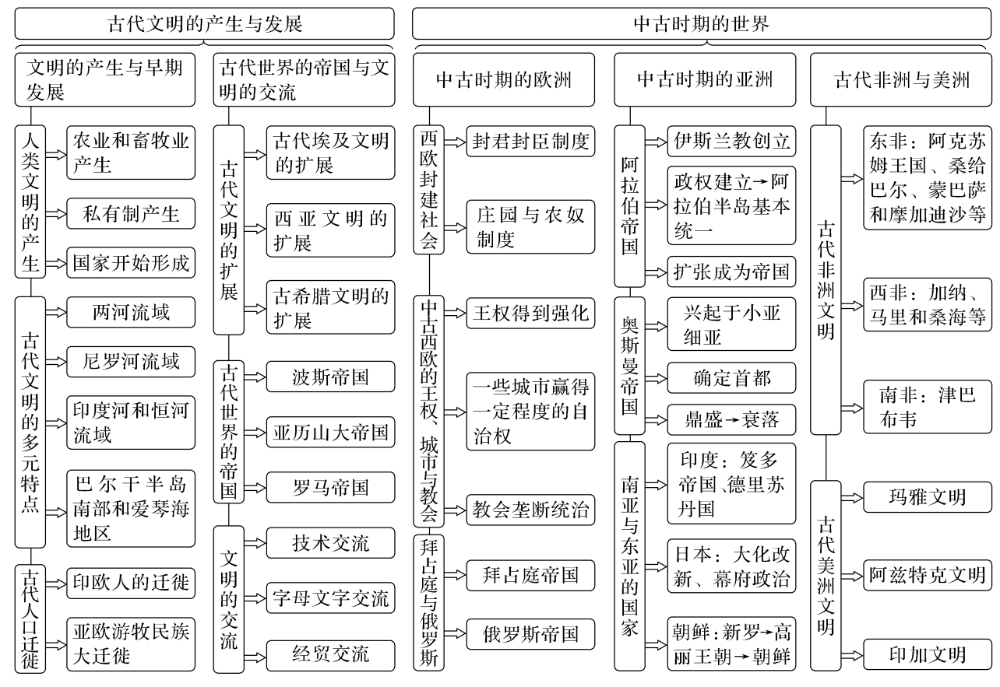 古代文明的产生与发展
文明的产生与早期
发展
人类文明的产生
农业和畜牧业
产生
私有制产生
国家开始形成
古代文明的多元特点
两河流域
尼罗河流域
印度河和恒河
流域
巴尔干半岛
南部和爱琴海
地区
古代人口迁徙
印欧人的迁徙
亚欧游牧民族
大迁徙
古代世界的帝国与文
明的交流
古代文明的扩展
古代埃及文明
的扩展
西亚文明的
扩展
古希腊文明的
扩展
古代世界的帝国
波斯帝国
亚历山大帝国
罗马帝国
文明的交流
技术交流
字母文字交流
经贸交流
中古时期的世界
中古时期的欧洲
西欧封建社会
封君封臣制度
庄园与农奴
制度
中古西欧的王权、城市与教会
王权得到强化
一些城市赢得
一定程度的自
治权
教会垄断统治
拜占庭与俄罗斯
拜占庭帝国
俄罗斯帝国
中古时期的亚洲
阿拉伯帝国
伊斯兰教创立
政权建立→阿
拉伯半岛基本
统一
扩张成为帝国
奥斯曼帝国
兴起于小亚
细亚
确定首都
鼎盛→衰落
南亚与东亚的国家
印度：笈多
帝国、德里苏
丹国
日本：大化改
新、幕府政治
朝鲜：新罗→高
丽王朝→朝鲜
古代非洲与美洲
古代非洲文明
东非：阿克苏
姆王国、桑给
巴尔、蒙巴萨
和摩加迪沙等
西非：加纳、
马里和桑海等
南非：津巴
布韦
古代美洲文明
玛雅文明
阿兹特克文明
印加文明